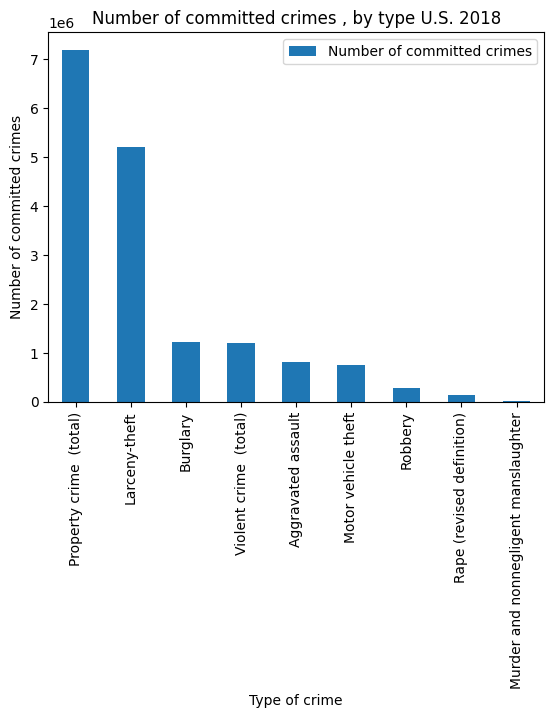 Number of committed crimes , by type U.S. 2018
1e6
Number of committed crimes
7
6
5
4
3
2
1
0
Number of committed crimes
Property crime  (total)
Larceny-theft
Burglary
Violent crime  (total)
Aggravated assault
Motor vehicle theft
Robbery
Rape (revised definition)
Murder and nonnegligent manslaughter
Type of crime